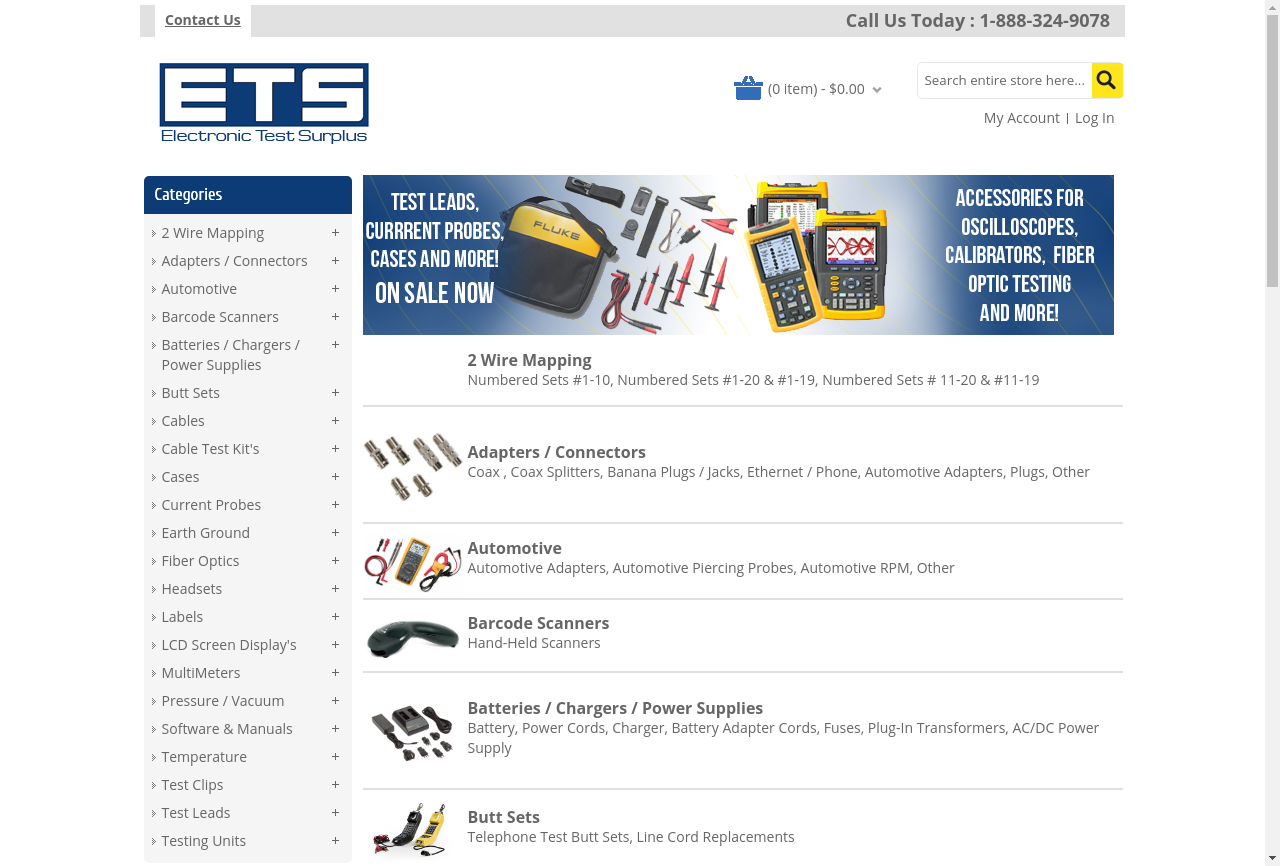 Contact Us
Call Us Today : 1-888-324-9078
ETS
Electronic Test Surplus
(0 item) - $0.00
Search entire store here...
My Account | Log In
Categories
2 Wire Mapping +
Adapters / Connectors +
Automotive +
Barcode Scanners +
Batteries / Chargers / +
Power Supplies
Butt Sets +
Cables +
Cable Test Kit's +
Cases +
Current Probes +
Earth Ground +
Fiber Optics +
Headsets +
Labels +
LCD Screen Display's +
MultiMeters +
Pressure / Vacuum +
Software & Manuals +
Temperature +
Test Clips +
Test Leads +
Testing Units +
TEST LEADS,
CURRRENT PROBES,
CASES AND MORE!
ON SALE NOW
FLUKE
ACCESSORIES FOR
OSCILLOSCOPES,
CALIBRATORS, FIBER
OPTIC TESTING
AND MORE!
2 Wire Mapping
Numbered Sets #1-10, Numbered Sets #1-20 & #1-19, Numbered Sets # 11-20 & #11-19
Adapters / Connectors
Coax , Coax Splitters, Banana Plugs / Jacks, Ethernet / Phone, Automotive Adapters, Plugs, Other
Automotive
Automotive Adapters, Automotive Piercing Probes, Automotive RPM, Other
Barcode Scanners
Hand-Held Scanners
Batteries / Chargers / Power Supplies
Battery, Power Cords, Charger, Battery Adapter Cords, Fuses, Plug-In Transformers, AC/DC Power
Supply
Butt Sets
Telephone Test Butt Sets, Line Cord Replacements